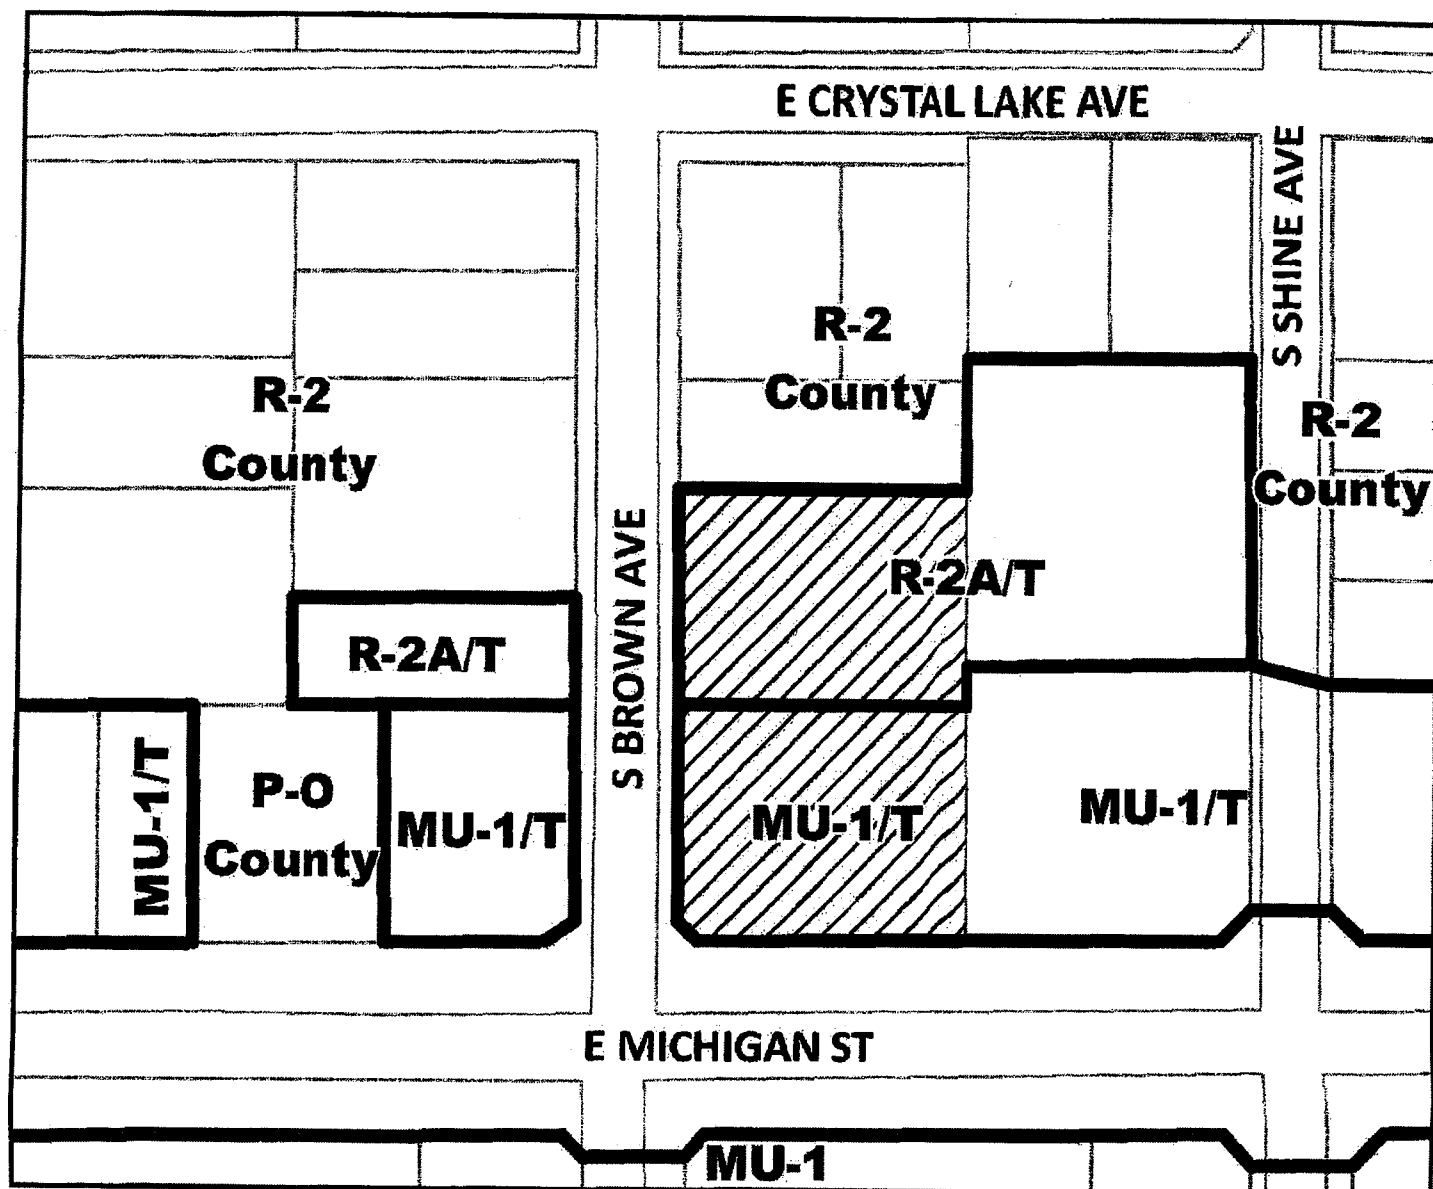 E CRYSTAL LAKE AVE
S SHINE AVE
R-2
County
R-2
County
R-2
County
S BROWN AVE
R-2A/T
R-2A/T
MU-1/T
P-O
County
MU-1/T
MU-1/T
MU-1/T
E MICHIGAN ST
MU-1